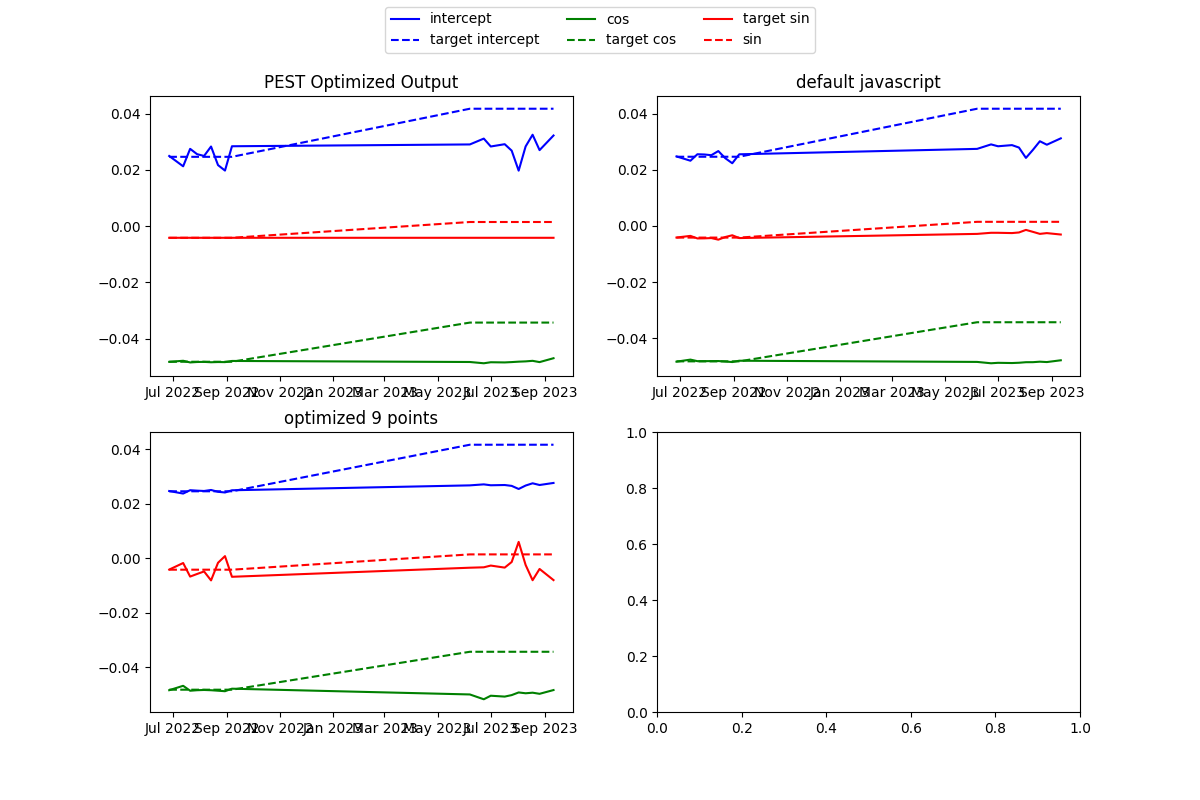 intercept cos target sin
target intercept target cos sin
PEST Optimized Output default javascript
0.04 0.04
0.02 0.02
0.00 0.00
−0.02 −0.02
−0.04 −0.04
Jul 2022 Sep 2022 Nov 2022 Jan 2023 Mar 2023 May 2023 Jul 2023 Sep 2023 Jul 2022 Sep 2022 Nov 2022 Jan 2023 Mar 2023 May 2023 Jul 2023 Sep 2023
optimized 9 points
0.04 1.0
0.02 0.8
0.00 0.6
−0.02 0.4
−0.04 0.2
0.0
Jul 2022 Sep 2022 Nov 2022 Jan 2023 Mar 2023 May 2023 Jul 2023 Sep 2023 0.0 0.2 0.4 0.6 0.8 1.0